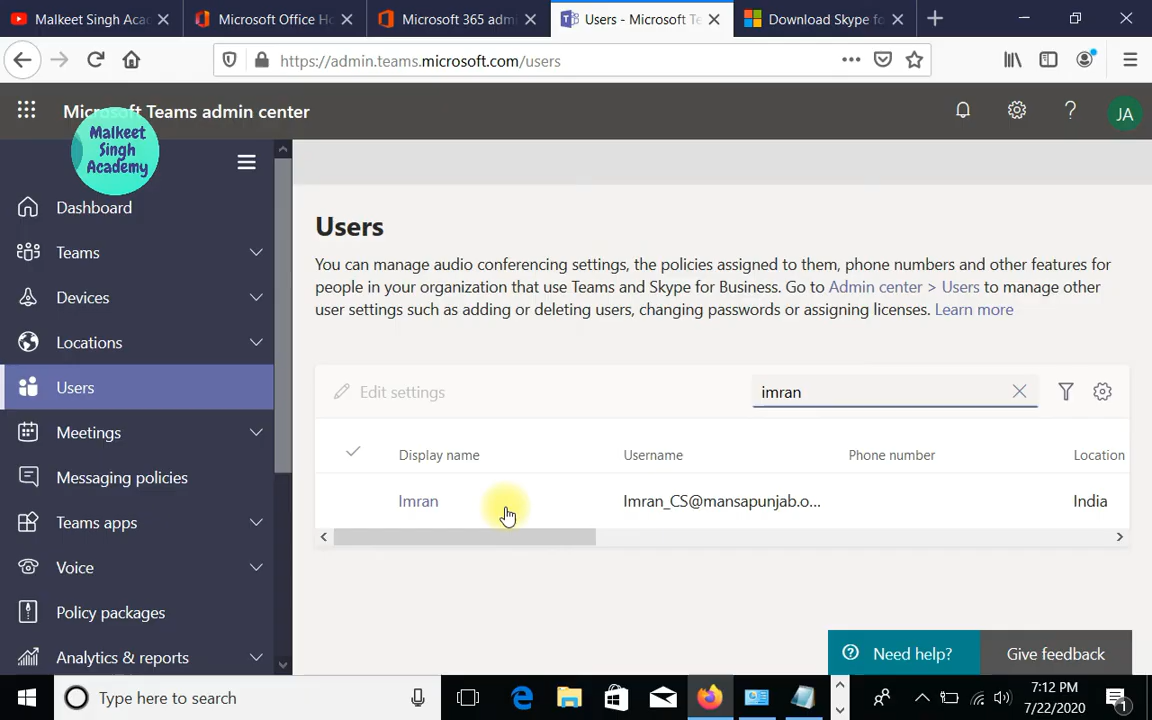 Malkeet Singh Aca
Microsoft Office Ho
Microsoft 365 adm
Users - Microsoft Te
Download Skype fo
https://admin.teams.microsoft.com/users
Microsoft Teams admin center
JA
Malkeet
Singh
Academy
Dashboard
Teams
Devices
Locations
Users
Meetings
Messaging policies
Teams apps
Voice
Policy packages
Analytics & reports
Users
You can manage audio conferencing settings, the policies assigned to them, phone numbers and other features for
people in your organization that use Teams and Skype for Business. Go to Admin center > Users to manage other
user settings such as adding or deleting users, changing passwords or assigning licenses. Learn more
Edit settings
imran
Display name Username Phone number Location
Imran Imran_CS@mansapunjab.o... India
Need help? Give feedback
Type here to search
7:12 PM
7/22/2020
1